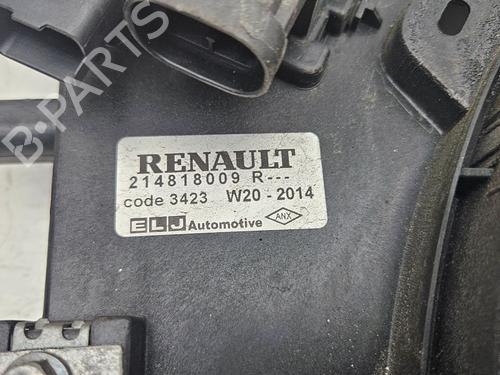 B-PARTS
RENAULT
214818009 R---
code 3423 W20 - 2014
ELJ Automotive ANX